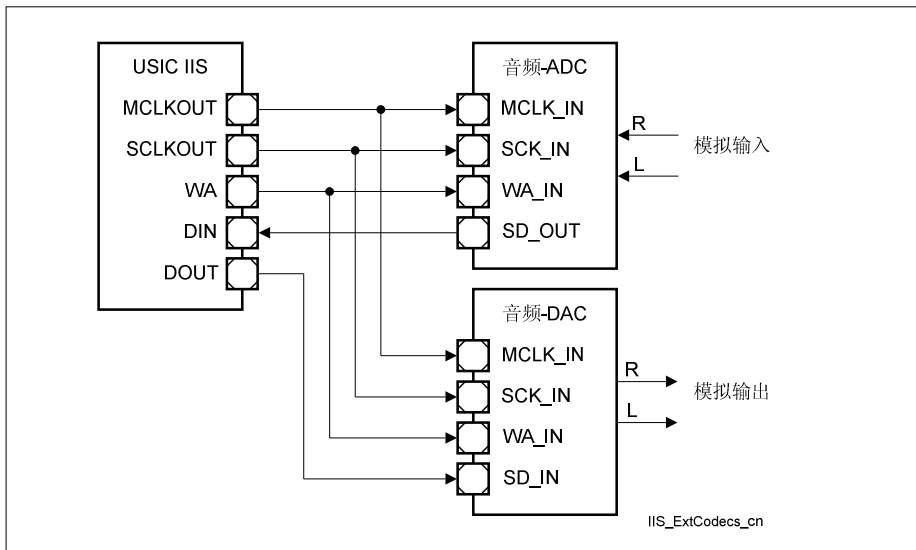 USIC IIS
MCLKOUT
SCLKOUT
WA
DIN
DOUT
音频-ADC
MCLK_IN
SCK_IN
WA_IN
SD_OUT
R
L
模拟输入
音频-DAC
MCLK_IN
SCK_IN
WA_IN
SD_IN
R
L
模拟输出
IIS_ExtCodecs_cn